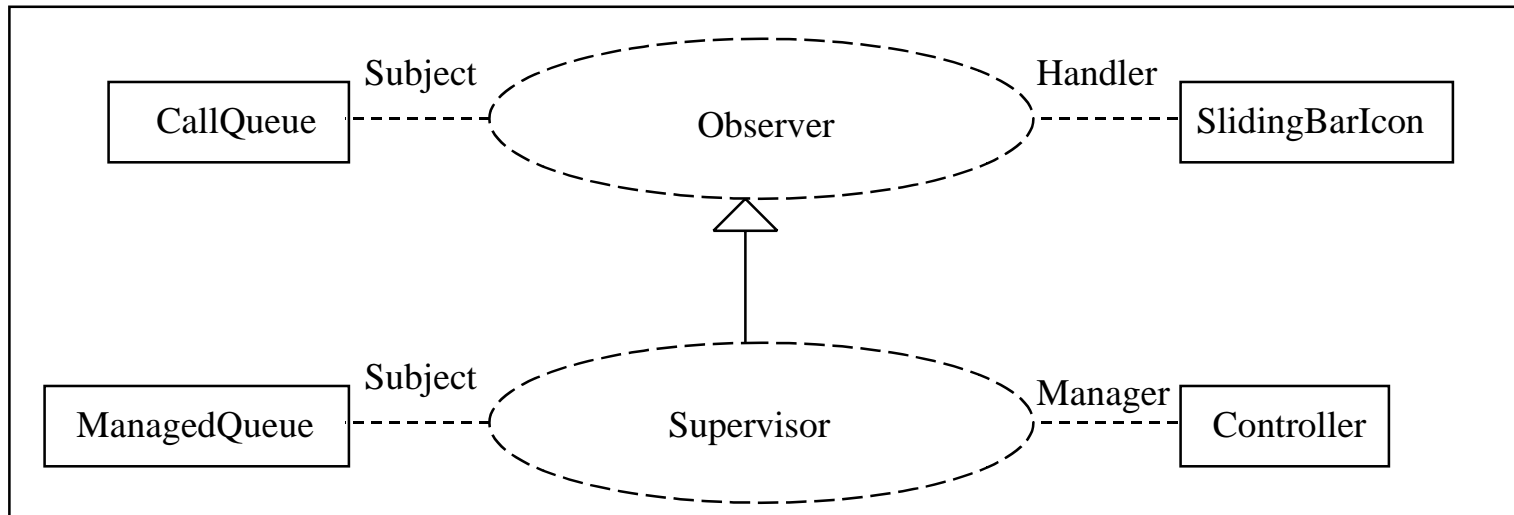 Subject
Handler
CallQueue
Observer
SlidingBarIcon
Subject
Manager
ManagedQueue
Supervisor
Controller